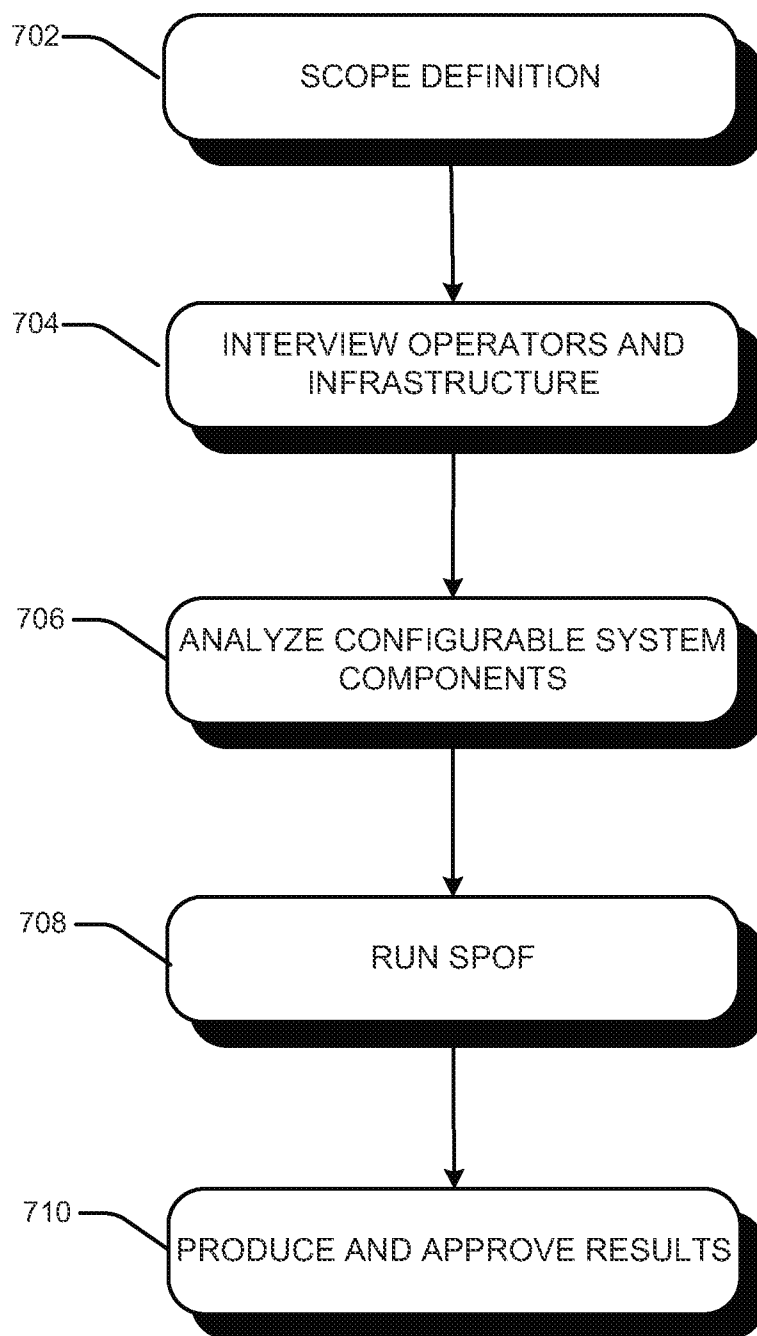 702
SCOPE DEFINITION
704
INTERVIEW OPERATORS AND
INFRASTRUCTURE
706
ANALYZE CONFIGURABLE SYSTEM
COMPONENTS
708
RUN SPOF
710
PRODUCE AND APPROVE RESULTS